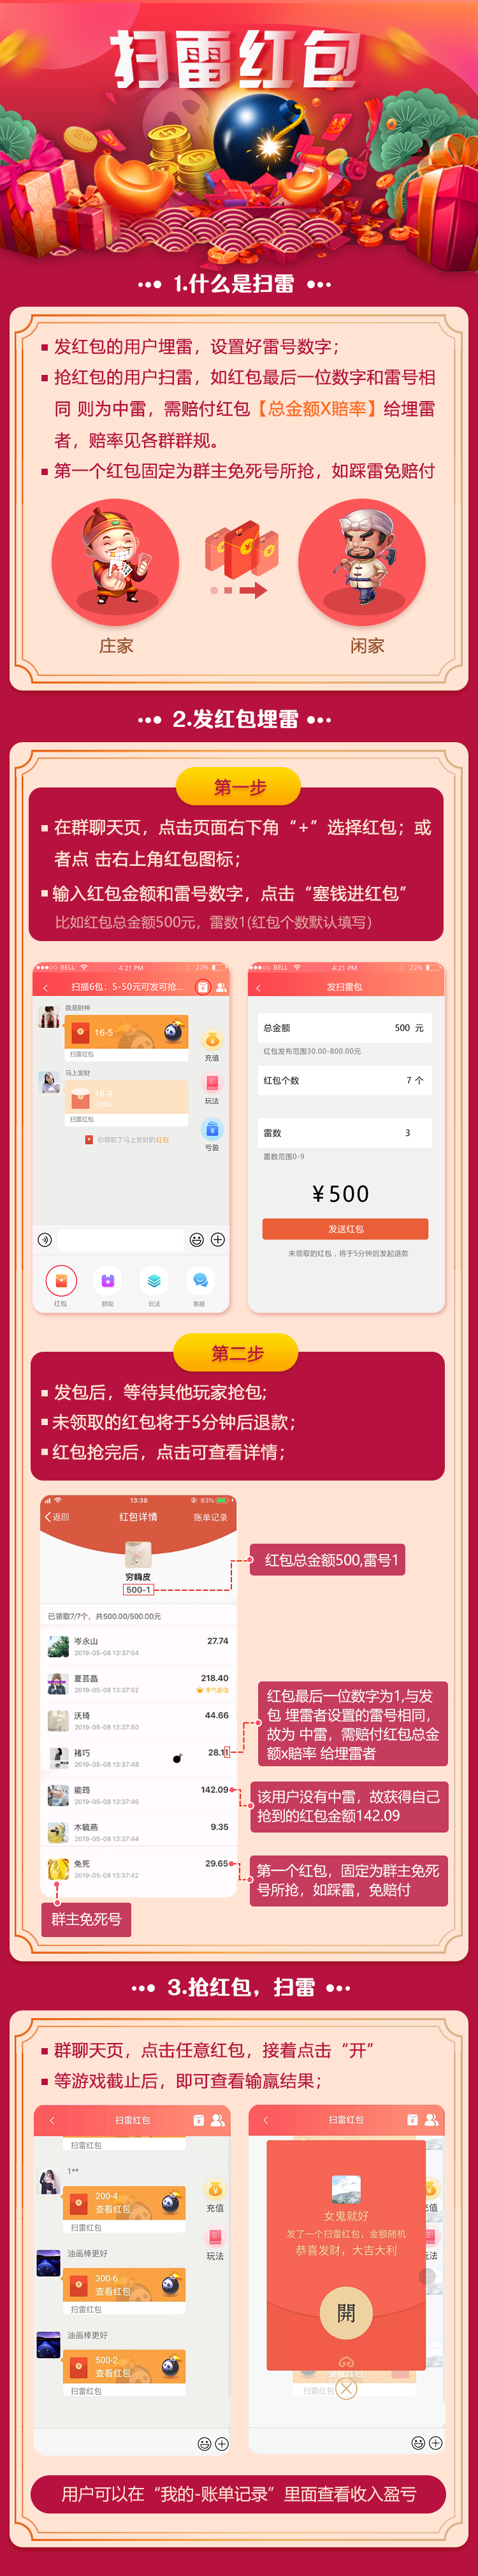 扫雷红包
1.什么是扫雷
发红包的用户埋雷，设置好雷号数字；
抢红包的用户扫雷，如红包最后一位数字和雷号相
同 则为中雷，需赔付红包【总金额X赔率】给埋雷
者，赔率见各群群规。
第一个红包固定为群主免死号所抢，如踩雷免赔付
庄家
闲家
2.发红包埋雷
第一步
在群聊天页，点击页面右下角“+”选择红包；或
者点 击右上角红包图标；
输入红包金额和雷号数字，点击“塞钱进红包”
比如红包总金额500元，雷数1(红包个数默认填写）
BELL 4:21 PM 22%
扫描6包：5-50元可发可抢...
我是财神
16-5
扫雷红包
马上发财
18-9
扫雷红包
你领取了马上发财的红包
充值
玩法
亏盈
红包
群规
玩法
客服
BELL 4:21 PM 22%
发扫雷包
总金额 500 元
红包发布范围30.00-800.00元
红包个数 7 个
雷数 3
雷数范围0-9
￥500
发送红包
未领取的红包，将于5分钟后发起退款
第二步
发包后，等待其他玩家抢包;
未领取的红包将于5分钟后退款；
红包抢完后，点击可查看详情；
13:38 83%
返回 红包详情 账单记录
穷嗨皮
500-1
红包总金额500,雷号1
已领取7/7个，共500.00/500.00元
岑永山 27.74
2019-05-08 13:37:54
夏芸晶 218.40
2019-05-08 13:37:52 手气最佳
沃琦 44.66
2019-05-08 13:37:50
褚巧 28.11
2019-05-08 13:37:48
红包最后一位数字为1,与发
包 埋雷者设置的雷号相同，
故为 中雷，需赔付红包总金
额x赔率 给埋雷者
能筠 142.09
2019-05-08 13:37:46
该用户没有中雷，故获得自己
抢到的红包金额142.09
木毓燕 9.35
2019-05-08 13:37:44
免死 29.65
2019-05-08 13:37:42
第一个红包，固定为群主免死
号所抢，如踩雷，免赔付
群主免死号
3.抢红包，扫雷
群聊天页，点击任意红包，接着点击“开”
等游戏截止后，即可查看输赢结果；
扫雷红包
扫雷红包
1**
200-4
查看红包
扫雷红包
油画棒更好
300-6
查看红包
扫雷红包
油画棒更好
500-2
查看红包
扫雷红包
充值
玩法
扫雷红包
扫雷红包
女鬼就好
发了一个扫雷红包，金额随机
恭喜发财，大吉大利
開
查看红包
扫雷红包
用户可以在“我的-账单记录”里面查看收入盈亏